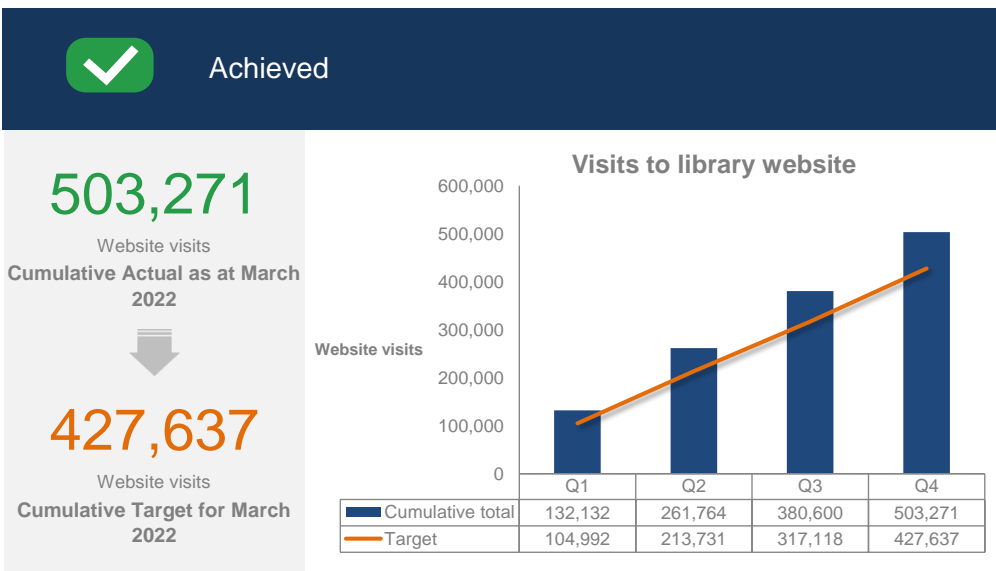 Achieved
503,271
Website visits
Cumulative Actual as at March
2022
427,637
Website visits
Cumulative Target for March
2022
Visits to library website
600,000
500,000
400,000
300,000
200,000
100,000
0
Website visits
Q1 Q2 Q3 Q4
Cumulative total 132,132 261,764 380,600 503,271
Target 104,992 213,731 317,118 427,637